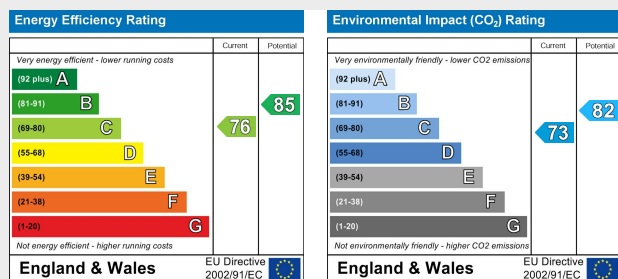 Energy Efficiency Rating
Current Potential
Very energy efficient - lower running costs
(92 plus) A
(81-91) B
(69-80) C
(55-68) D
(39-54) E
(21-38) F
(1-20) G
76
85
Not energy efficient - higher running costs
England & Wales
EU Directive
2002/91/EC
Environmental Impact (CO₂) Rating
Current Potential
Very environmentally friendly - lower CO2 emissions
(92 plus) A
(81-91) B
(69-80) C
(55-68) D
(39-54) E
(21-38) F
(1-20) G
73
82
Not environmentally friendly - higher CO2 emissions
England & Wales
EU Directive
2002/91/EC